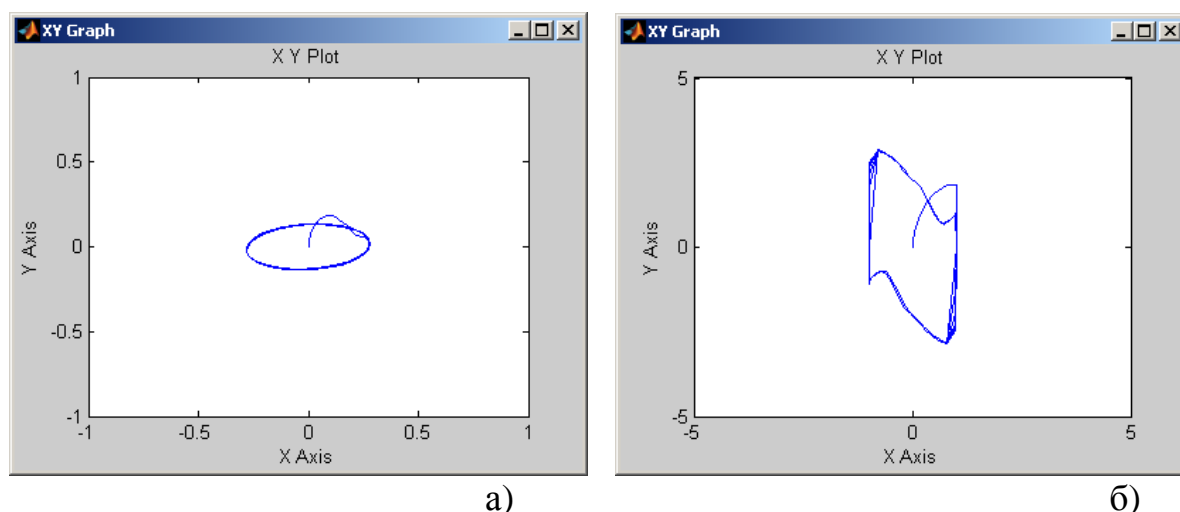 XY Graph
X Y Plot
1
0.5
0
-0.5
-1
Y Axis
-1 -0.5 0 0.5 1
X Axis
а)
XY Graph
X Y Plot
5
0
-5
Y Axis
-5 0 5
X Axis
б)